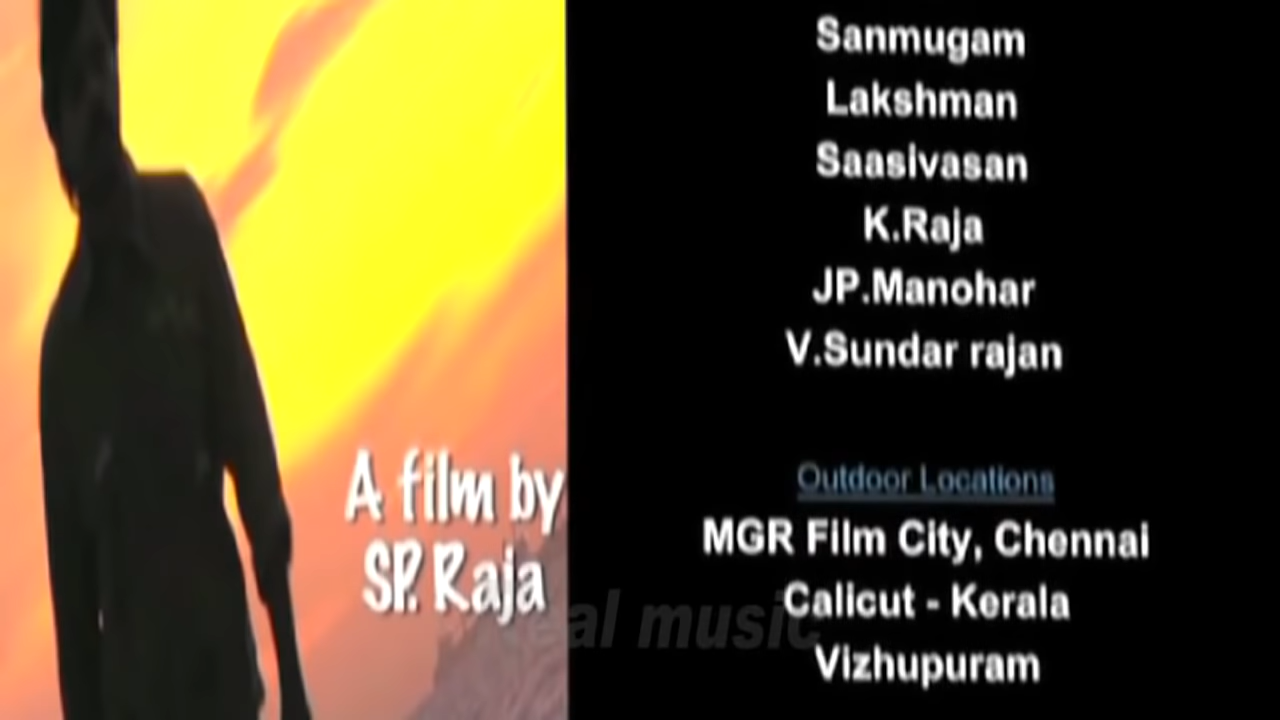 A film by
SP. Raja
Sanmugam
Lakshman
Saasivasan
K.Raja
JP.Manohar
V.Sundar rajan
Outdoor Locations
MGR Film City, Chennai
Calicut - Kerala
Vizhupuram
music